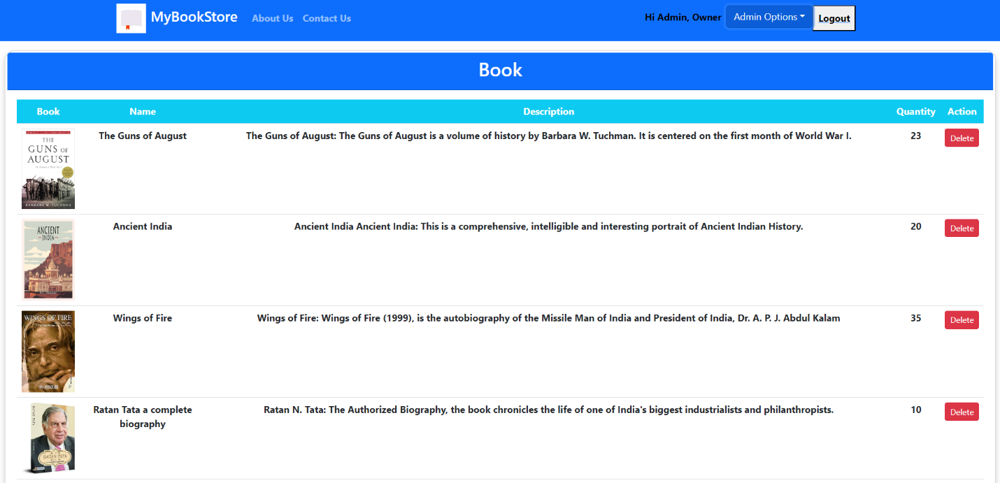 MyBookStore About Us Contact Us Hi Admin, Owner Admin Options Logout
Book
Book Name Description Quantity Action
The Guns of August The Guns of August: The Guns of August is a volume of history by Barbara W. Tuchman. It is centered on the first month of World War I. 23 Delete
THE
GUNS OF
AUGUST
BARBARA W. TUCHMAN
Ancient India Ancient India Ancient India: This is a comprehensive, intelligible and interesting portrait of Ancient Indian History. 20 Delete
ANCIENT
INDIA
Wings of Fire Wings of Fire: Wings of Fire (1999), is the autobiography of the Missile Man of India and President of India, Dr. A. P. J. Abdul Kalam 35 Delete
WINGS OF FIRE
Ratan Tata a complete Ratan N. Tata: The Authorized Biography, the book chronicles the life of one of India's biggest industrialists and philanthropists. 10 Delete
biography
RATAN TATA